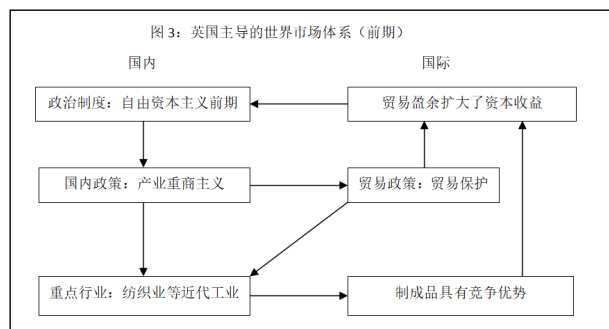 图 3：英国主导的世界市场体系（前期）
国内
国际
政治制度：自由资本主义前期
贸易盈余扩大了资本收益
国内政策：产业重商主义
贸易政策：贸易保护
重点行业：纺织业等近代工业
制成品具有竞争优势